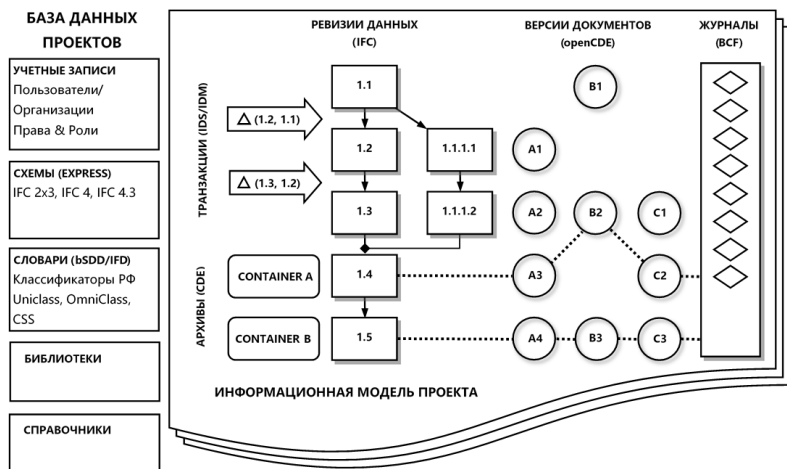 БАЗА ДАННЫХ
ПРОЕКТОВ
УЧЕТНЫЕ ЗАПИСИ
Пользователи/
Организации
Права & Роли
СХЕМЫ (EXPRESS)
IFC 2x3, IFC 4, IFC 4.3
СЛОВАРИ (bSDD/IFD)
Классификаторы РФ
Uniclass, OmniClass,
CSS
БИБЛИОТЕКИ
СПРАВОЧНИКИ
РЕВИЗИИ ДАННЫХ
(IFC)
ВЕРСИИ ДОКУМЕНТОВ
(openCDE)
ЖУРНАЛЫ
(BCF)
ТРАНЗАКЦИИ (IDS/IDM)
АРХИВЫ (CDE)
1.1
B1
Δ (1.2, 1.1)
1.2
1.1.1.1
A1
Δ (1.3, 1.2)
1.3
1.1.1.2
A2
B2
C1
CONTAINER A
1.4
A3
C2
CONTAINER B
1.5
A4
B3
C3
ИНФОРМАЦИОННАЯ МОДЕЛЬ ПРОЕКТА